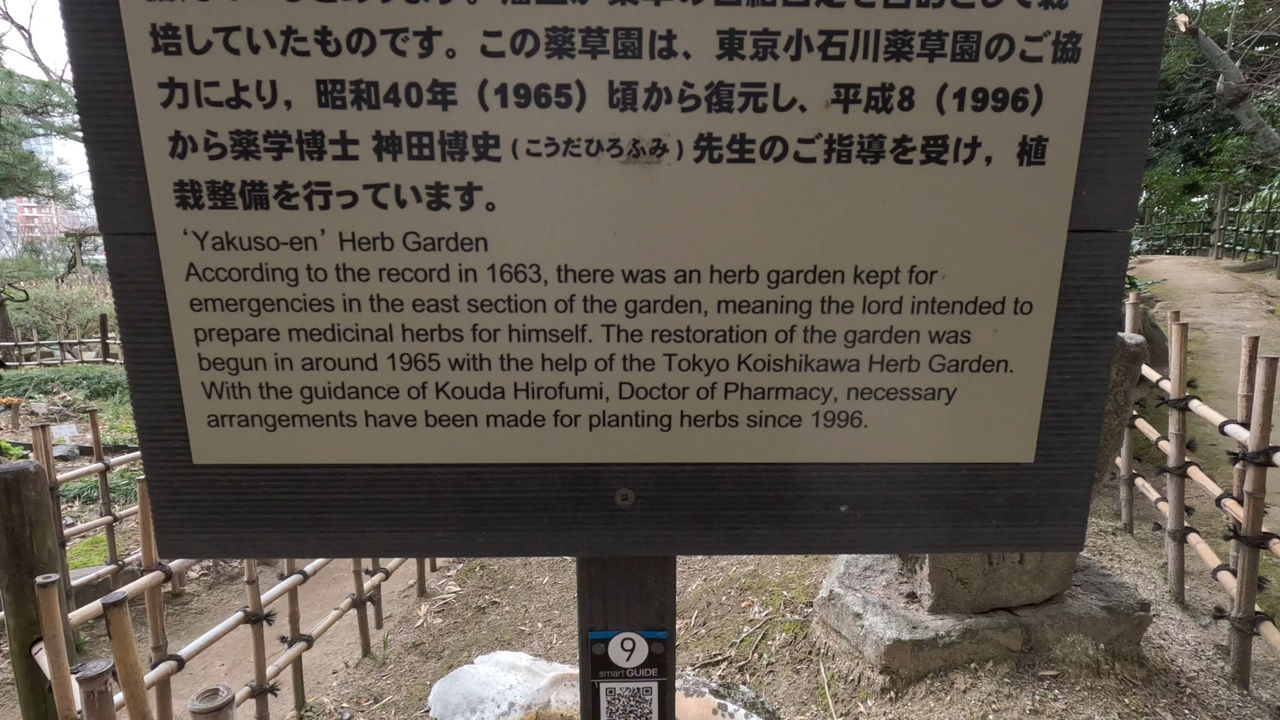 培していたものです。この薬草園は、東京小石川薬草園のご協
力により，昭和40年（1965）頃から復元し、平成8（1996）
から薬学博士 神田博史（こうだひろふみ）先生のご指導を受け，植
栽整備を行っています。
‘Yakuso-en’ Herb Garden
According to the record in 1663, there was an herb garden kept for
emergencies in the east section of the garden, meaning the lord intended to
prepare medicinal herbs for himself. The restoration of the garden was
begun in around 1965 with the help of the Tokyo Koishikawa Herb Garden.
With the guidance of Kouda Hirofumi, Doctor of Pharmacy, necessary
arrangements have been made for planting herbs since 1996.
9
smart GUIDE